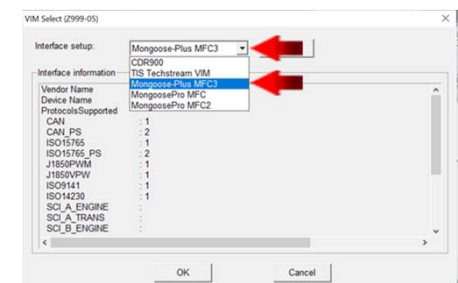 VIM Select (Z999-05)
Interface setup:
Mongoose-Plus MFC3
CDR900
TIS Techstream VIM
Mongoose-Plus MFC3
MongoosePro MFC
MongoosePro MFC2
Interface information
Vendor Name
Device Name
ProtocolsSupported
CAN : 1
CAN_PS : 2
ISO15765 : 1
ISO15765_PS : 2
J1850PWM : 1
J1850VPW : 1
ISO9141 : 1
ISO14230 : 1
SCI_A_ENGINE :
SCI_A_TRANS :
SCI_B_ENGINE :
OK Cancel